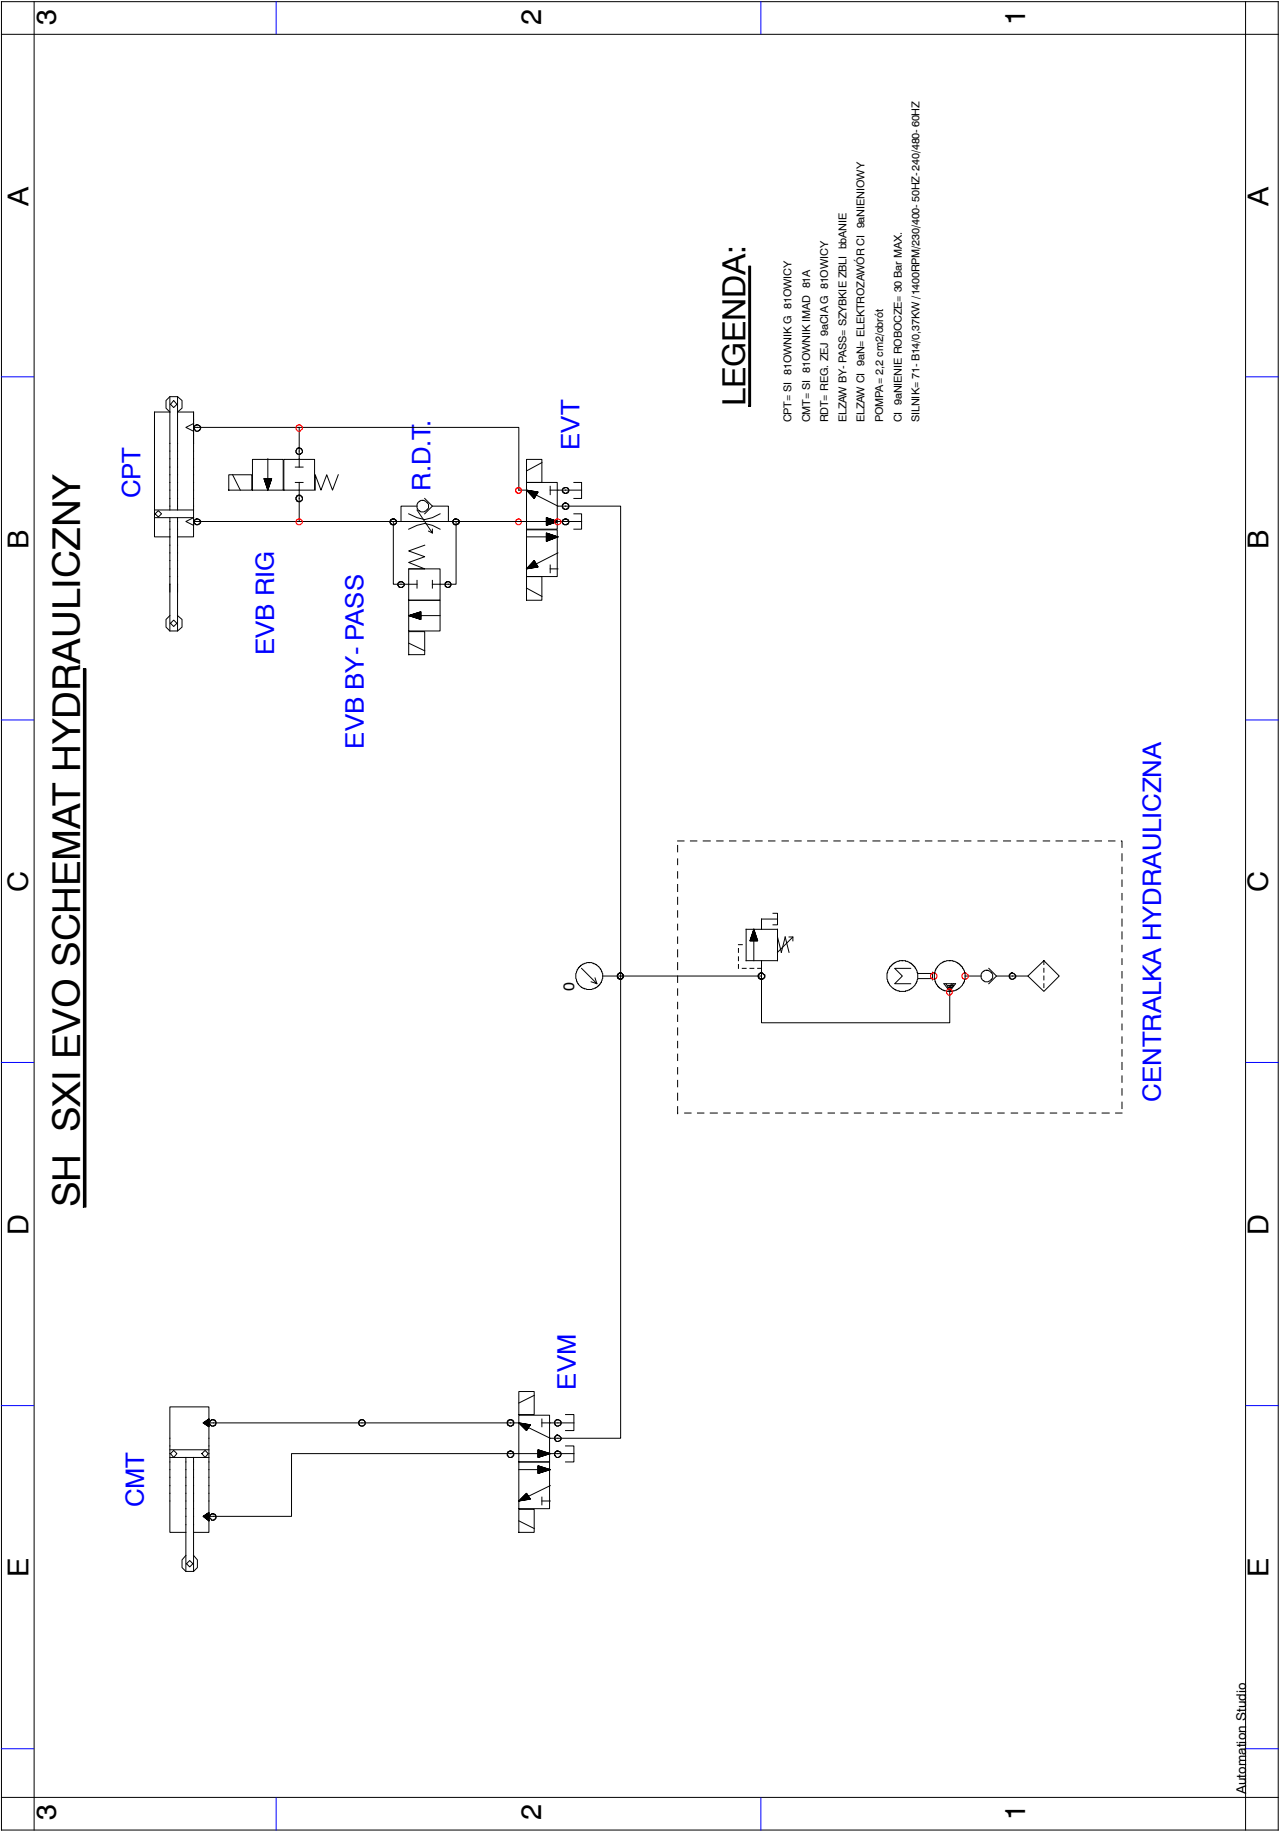 SH SXI EVO SCHEMAT HYDRAULICZNY
3
2
1
3
2
1
E
D
C
B
A
E
D
C
B
A
CMT
CPT
EVB RIG
EVB BY- PASS
R.D.T.
EVM
EVT
0
M
LEGENDA:
CPT= SI 81OWNIK G 81OWICY
CMT= SI 81OWNIK IMAD 81A
RDT= REG. ZEJ 9aCIA G 81OWICY
ELZAW BY- PASS= SZYBKIE ZBLI bbANIE
ELZAW CI 9aN= ELEKTROZAWÓR CI 9aNIENIOWY
POMPA= 2,2 cm2/obrót
CI 9aNIENIE ROBOCZE= 30 Bar MAX.
SILNIK= 71- B14/0,37KW / 1400RPM/230/400- 50HZ- 240/480- 60HZ
CENTRALKA HYDRAULICZNA
Automation Studio